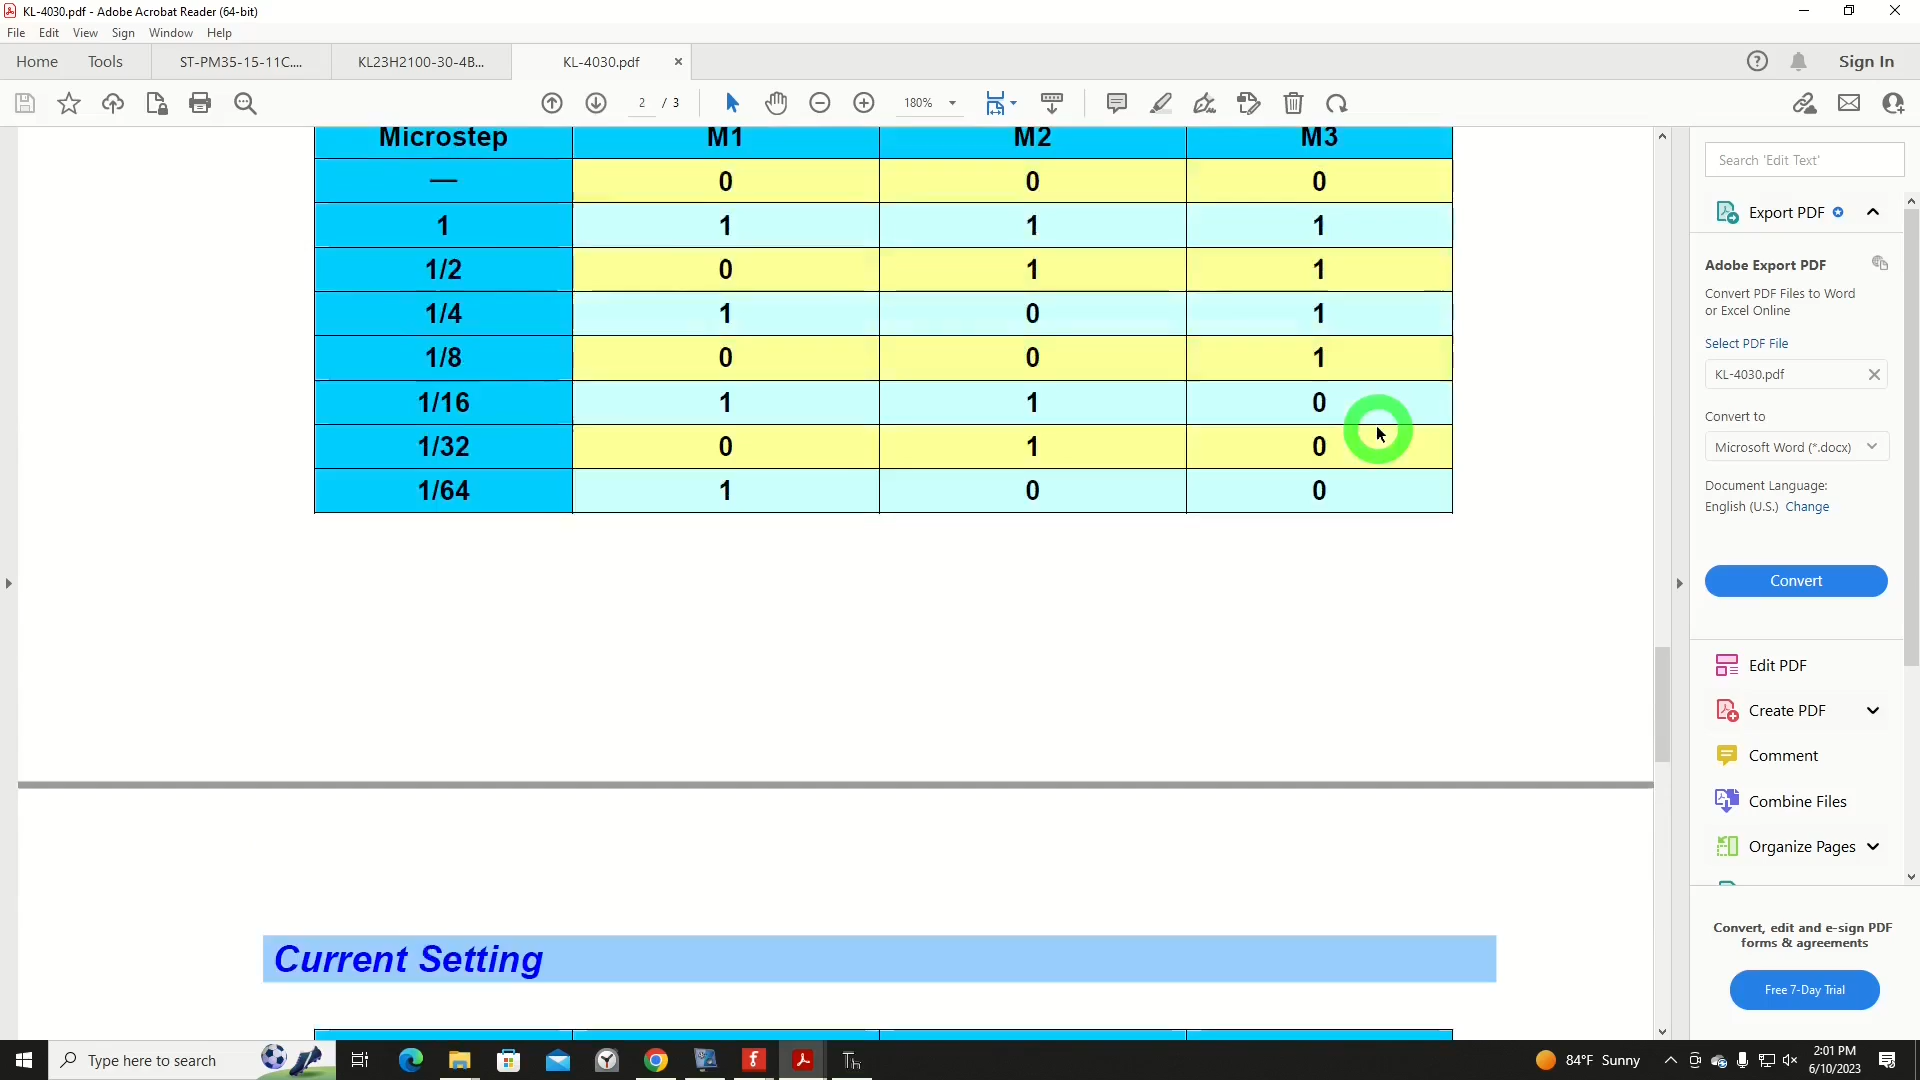 KL-4030.pdf - Adobe Acrobat Reader (64-bit)
File Edit View Sign Window Help
Home Tools ST-PM35-15-11C.... KL23H2100-30-4B... KL-4030.pdf Sign In
2 / 3 180%
Microstep M1 M2 M3
— 0 0 0
1 1 1 1
1/2 0 1 1
1/4 1 0 1
1/8 0 0 1
1/16 1 1 0
1/32 0 1 0
1/64 1 0 0
Current Setting
Search 'Edit Text'
Export PDF
Adobe Export PDF
Convert PDF Files to Word
or Excel Online
Select PDF File
KL-4030.pdf
Convert to
Microsoft Word (*.docx)
Document Language:
English (U.S.) Change
Convert
Edit PDF
Create PDF
Comment
Combine Files
Organize Pages
Convert, edit and e-sign PDF
forms & agreements
Free 7-Day Trial
Type here to search
84°F Sunny
2:01 PM
6/10/2023